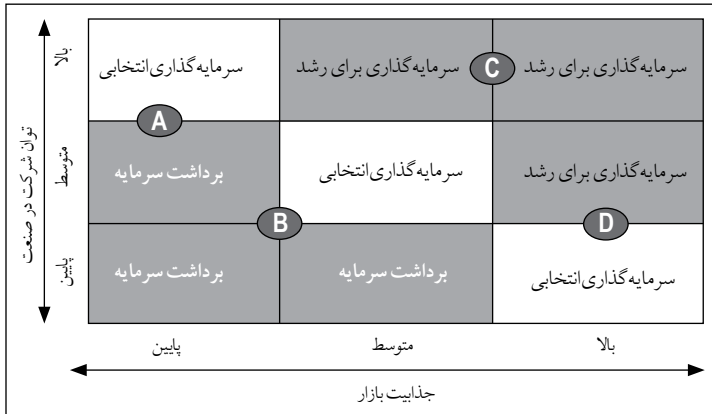 توان شرکت در صنعت
بالا
متوسط
پایین
سرمایه‌گذاری برای رشد
C
سرمایه‌گذاری برای رشد
سرمایه‌گذاری انتخابی
A
سرمایه‌گذاری برای رشد
سرمایه‌گذاری انتخابی
برداشت سرمایه
D
B
سرمایه‌گذاری انتخابی
برداشت سرمایه
برداشت سرمایه
بالا
متوسط
پایین
جذابیت بازار